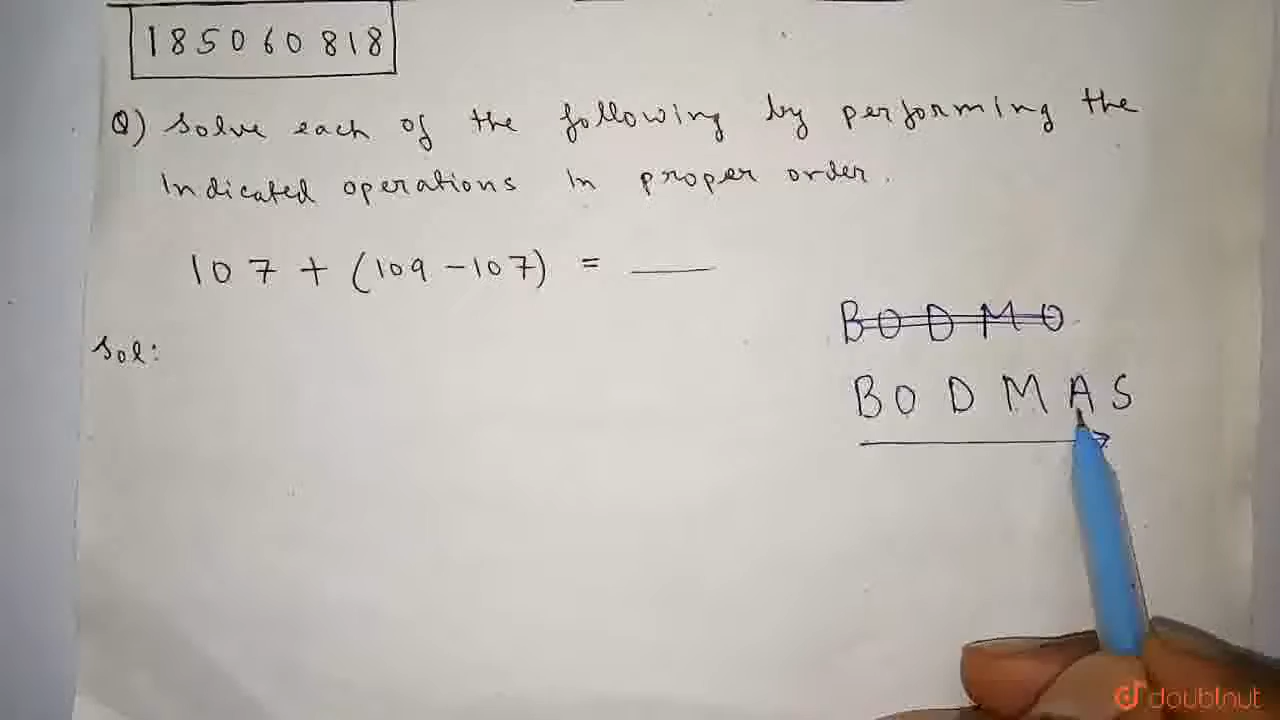 185060818
Q) Solve each of the following by performing the
Indicated operations In proper order.
107 + (109 - 107) = ___
Sol:
BODMO
BODMAS
doubtnut